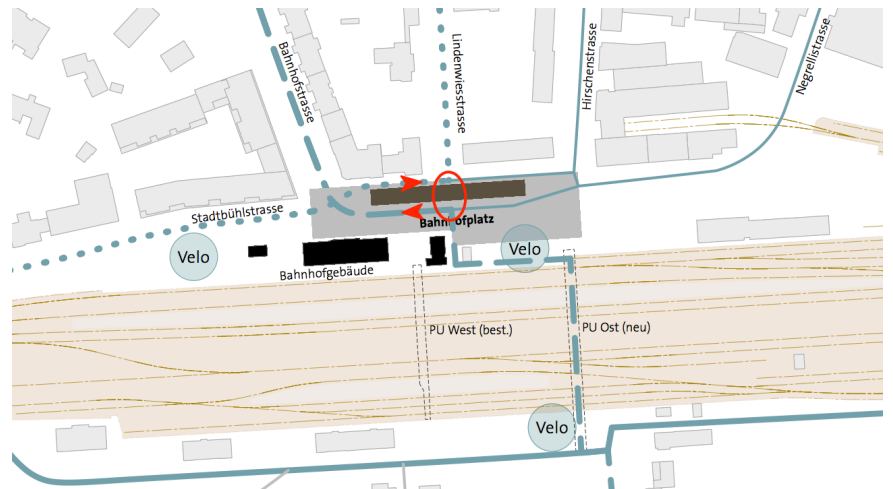 Bahnhofstrasse
Lindenwiesstrasse
Hirschenstrasse
Negrellistrasse
Stadtbühlstrasse
Bahnhofplatz
Velo
Velo
Bahnhofgebäude
PU West (best.)
PU Ost (neu)
Velo